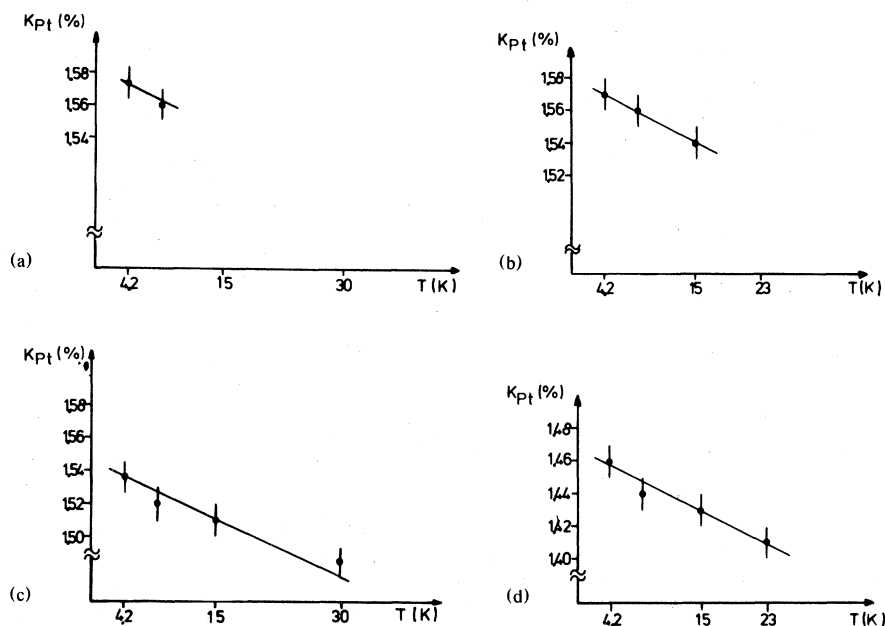 K_Pt (%)
1,58
1,56
1,54
(a)
4,2
15
30
T(K)
K_Pt (%)
1,58
1,56
1,54
1,52
(b)
4,2
15
23
T(K)
K_Pt (%)
1,58
1,56
1,54
1,52
1,50
(c)
4,2
15
30
T(K)
K_Pt (%)
1,48
1,46
1,44
1,42
1,40
(d)
4,2
15
23
T(K)